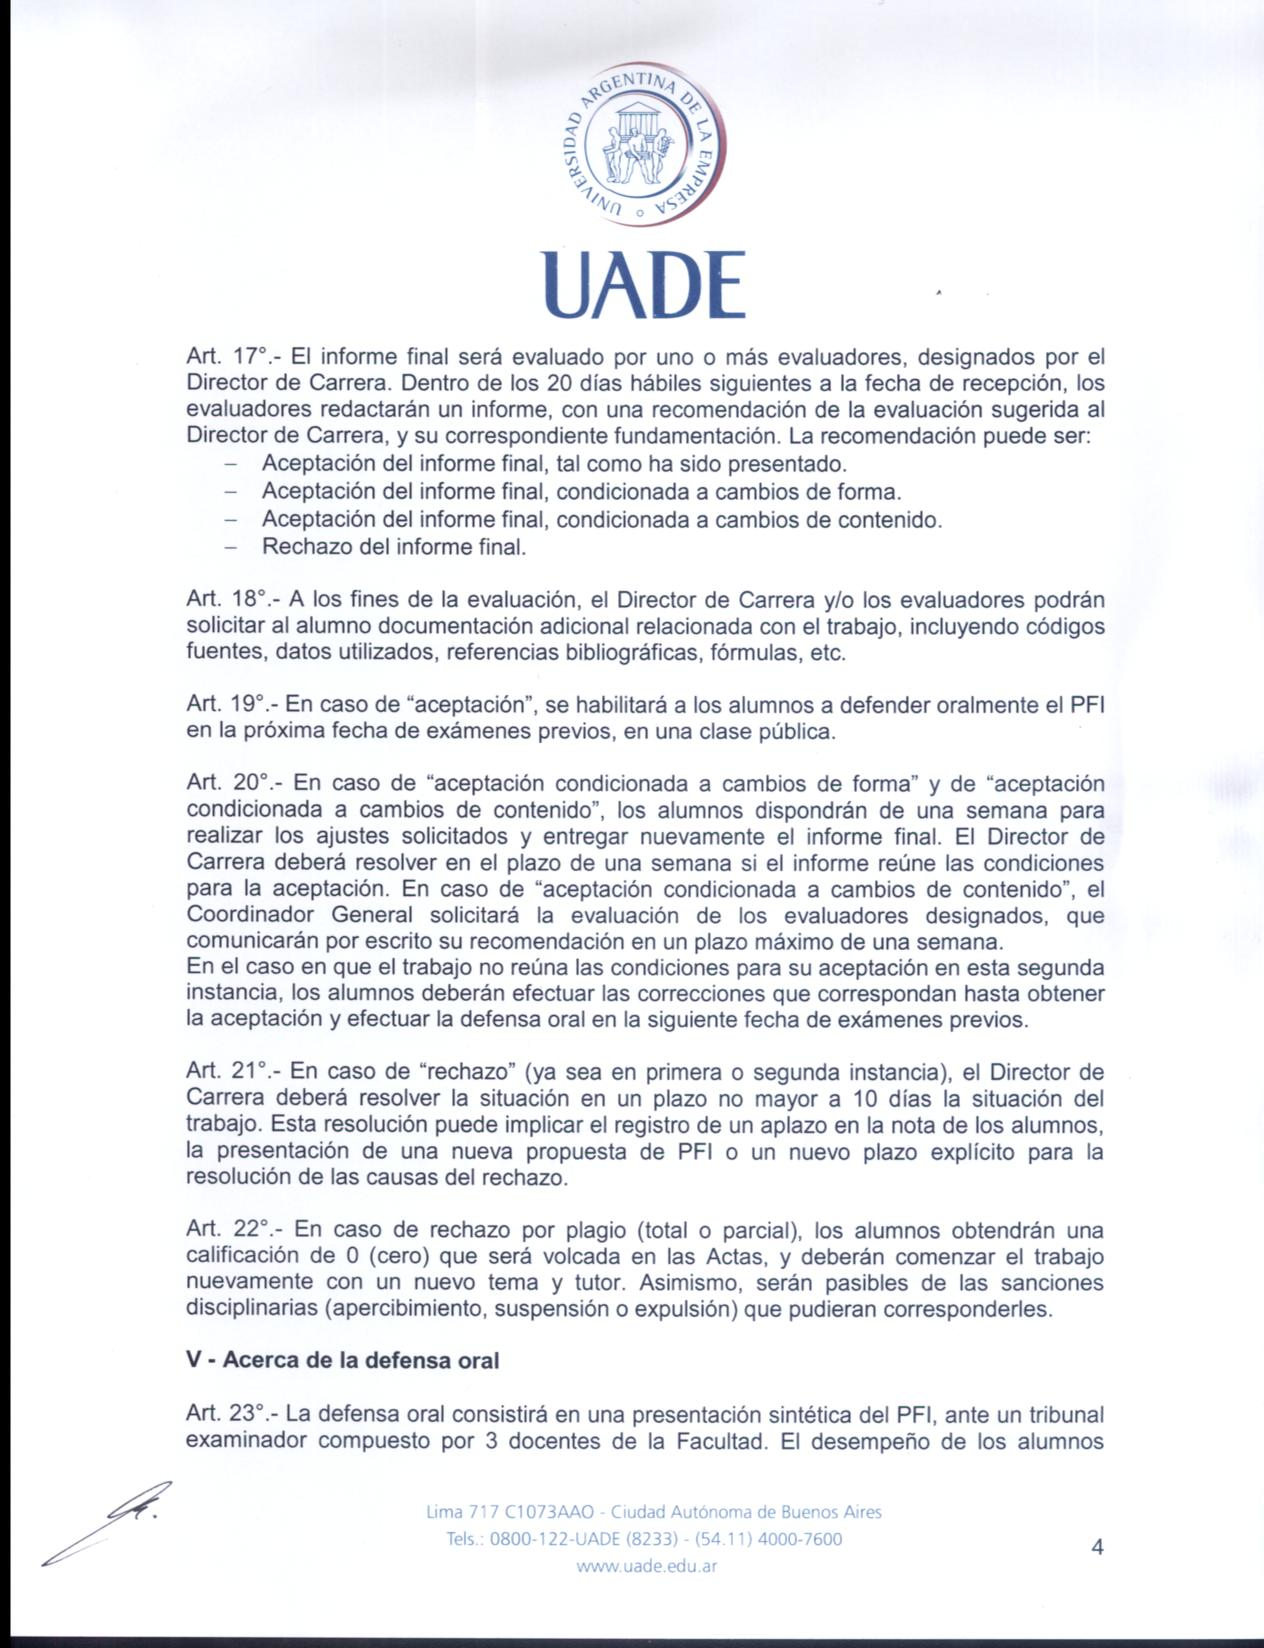 UNIVERSIDAD ARGENTINA DE LA EMPRESA
UADE
Art. 17°.- El informe final será evaluado por uno o más evaluadores, designados por el
Director de Carrera. Dentro de los 20 días hábiles siguientes a la fecha de recepción, los
evaluadores redactarán un informe, con una recomendación de la evaluación sugerida al
Director de Carrera, y su correspondiente fundamentación. La recomendación puede ser:
– Aceptación del informe final, tal como ha sido presentado.
– Aceptación del informe final, condicionada a cambios de forma.
– Aceptación del informe final, condicionada a cambios de contenido.
– Rechazo del informe final.
Art. 18°.- A los fines de la evaluación, el Director de Carrera y/o los evaluadores podrán
solicitar al alumno documentación adicional relacionada con el trabajo, incluyendo códigos
fuentes, datos utilizados, referencias bibliográficas, fórmulas, etc.
Art. 19°.- En caso de “aceptación”, se habilitará a los alumnos a defender oralmente el PFI
en la próxima fecha de exámenes previos, en una clase pública.
Art. 20°.- En caso de “aceptación condicionada a cambios de forma” y de “aceptación
condicionada a cambios de contenido”, los alumnos dispondrán de una semana para
realizar los ajustes solicitados y entregar nuevamente el informe final. El Director de
Carrera deberá resolver en el plazo de una semana si el informe reúne las condiciones
para la aceptación. En caso de “aceptación condicionada a cambios de contenido”, el
Coordinador General solicitará la evaluación de los evaluadores designados, que
comunicarán por escrito su recomendación en un plazo máximo de una semana.
En el caso en que el trabajo no reúna las condiciones para su aceptación en esta segunda
instancia, los alumnos deberán efectuar las correcciones que correspondan hasta obtener
la aceptación y efectuar la defensa oral en la siguiente fecha de exámenes previos.
Art. 21°.- En caso de “rechazo” (ya sea en primera o segunda instancia), el Director de
Carrera deberá resolver la situación en un plazo no mayor a 10 días la situación del
trabajo. Esta resolución puede implicar el registro de un aplazo en la nota de los alumnos,
la presentación de una nueva propuesta de PFI o un nuevo plazo explícito para la
resolución de las causas del rechazo.
Art. 22°.- En caso de rechazo por plagio (total o parcial), los alumnos obtendrán una
calificación de 0 (cero) que será volcada en las Actas, y deberán comenzar el trabajo
nuevamente con un nuevo tema y tutor. Asimismo, serán pasibles de las sanciones
disciplinarias (apercibimiento, suspensión o expulsión) que pudieran corresponderles.
V - Acerca de la defensa oral
Art. 23°.- La defensa oral consistirá en una presentación sintética del PFI, ante un tribunal
examinador compuesto por 3 docentes de la Facultad. El desempeño de los alumnos
Lima 717 C1073AAO - Ciudad Autónoma de Buenos Aires
Tels.: 0800-122-UADE (8233) - (54.11) 4000-7600
www.uade.edu.ar
4